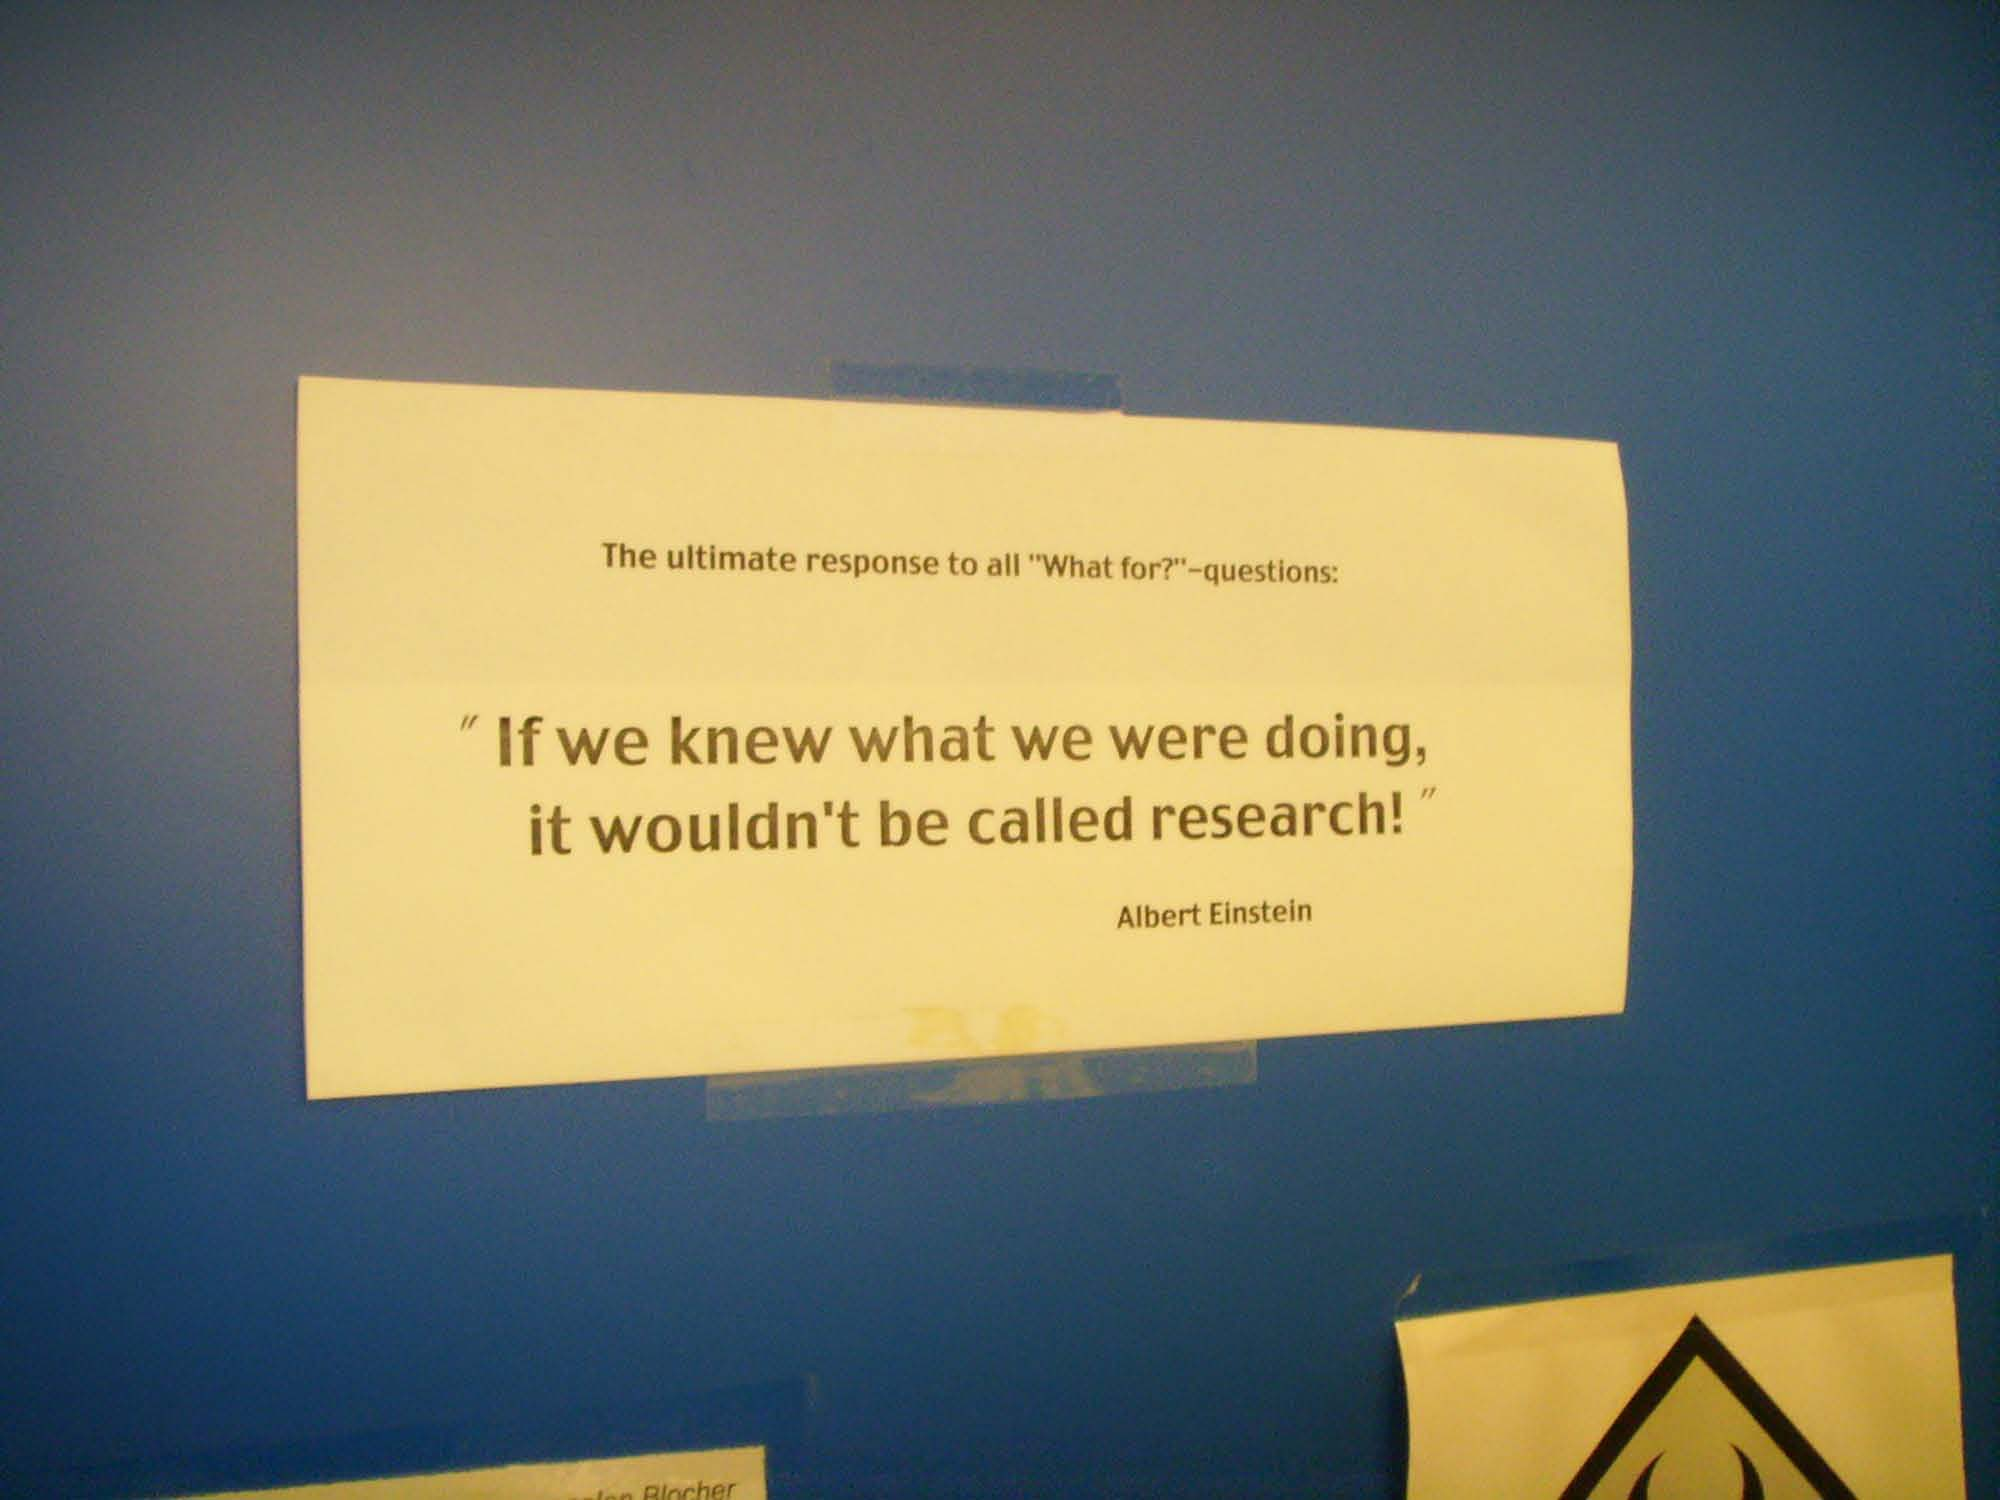 The ultimate response to all "What for?"-questions:
" If we knew what we were doing,
it wouldn't be called research! "
Albert Einstein
Blocher